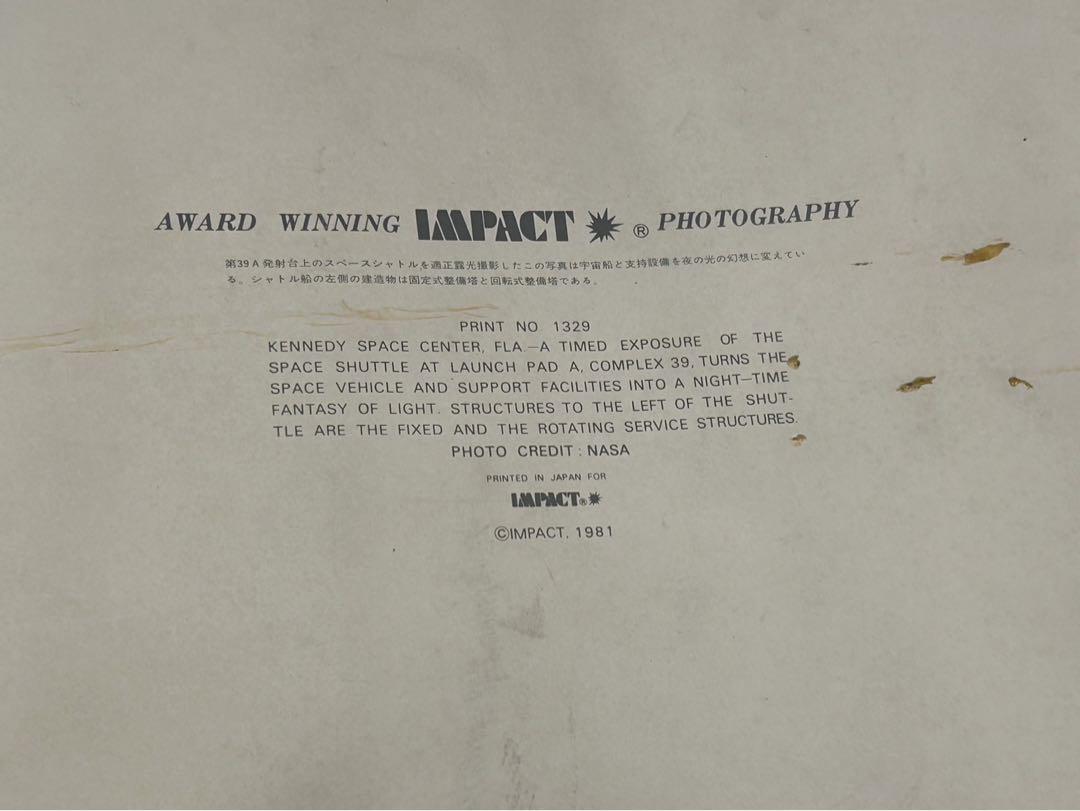 AWARD WINNING IMPACT ® PHOTOGRAPHY
第39A発射台上のスペースシャトルを適正露光撮影したこの写真は宇宙船と支持設備を夜の光の幻想に変えてい
る。シャトル船の左側の建造物は固定式整備塔と回転式整備塔である。
PRINT NO. 1329
KENNEDY SPACE CENTER, FLA.—A TIMED EXPOSURE OF THE
SPACE SHUTTLE AT LAUNCH PAD A, COMPLEX 39, TURNS THE
SPACE VEHICLE AND SUPPORT FACILITIES INTO A NIGHT—TIME
FANTASY OF LIGHT. STRUCTURES TO THE LEFT OF THE SHUT-
TLE ARE THE FIXED AND THE ROTATING SERVICE STRUCTURES.
PHOTO CREDIT : NASA
PRINTED IN JAPAN FOR
IMPACT®
©IMPACT, 1981